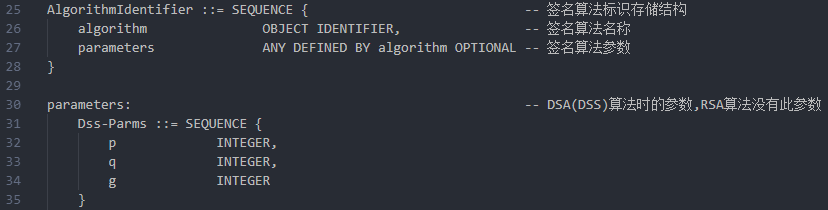 25 AlgorithmIdentifier ::= SEQUENCE { -- 签名算法标识存储结构
26 algorithm OBJECT IDENTIFIER, -- 签名算法名称
27 parameters ANY DEFINED BY algorithm OPTIONAL -- 签名算法参数
28 }
29
30 parameters: -- DSA(DSS)算法时的参数,RSA算法没有此参数
31 Dss-Parms ::= SEQUENCE {
32 p INTEGER,
33 q INTEGER,
34 g INTEGER
35 }